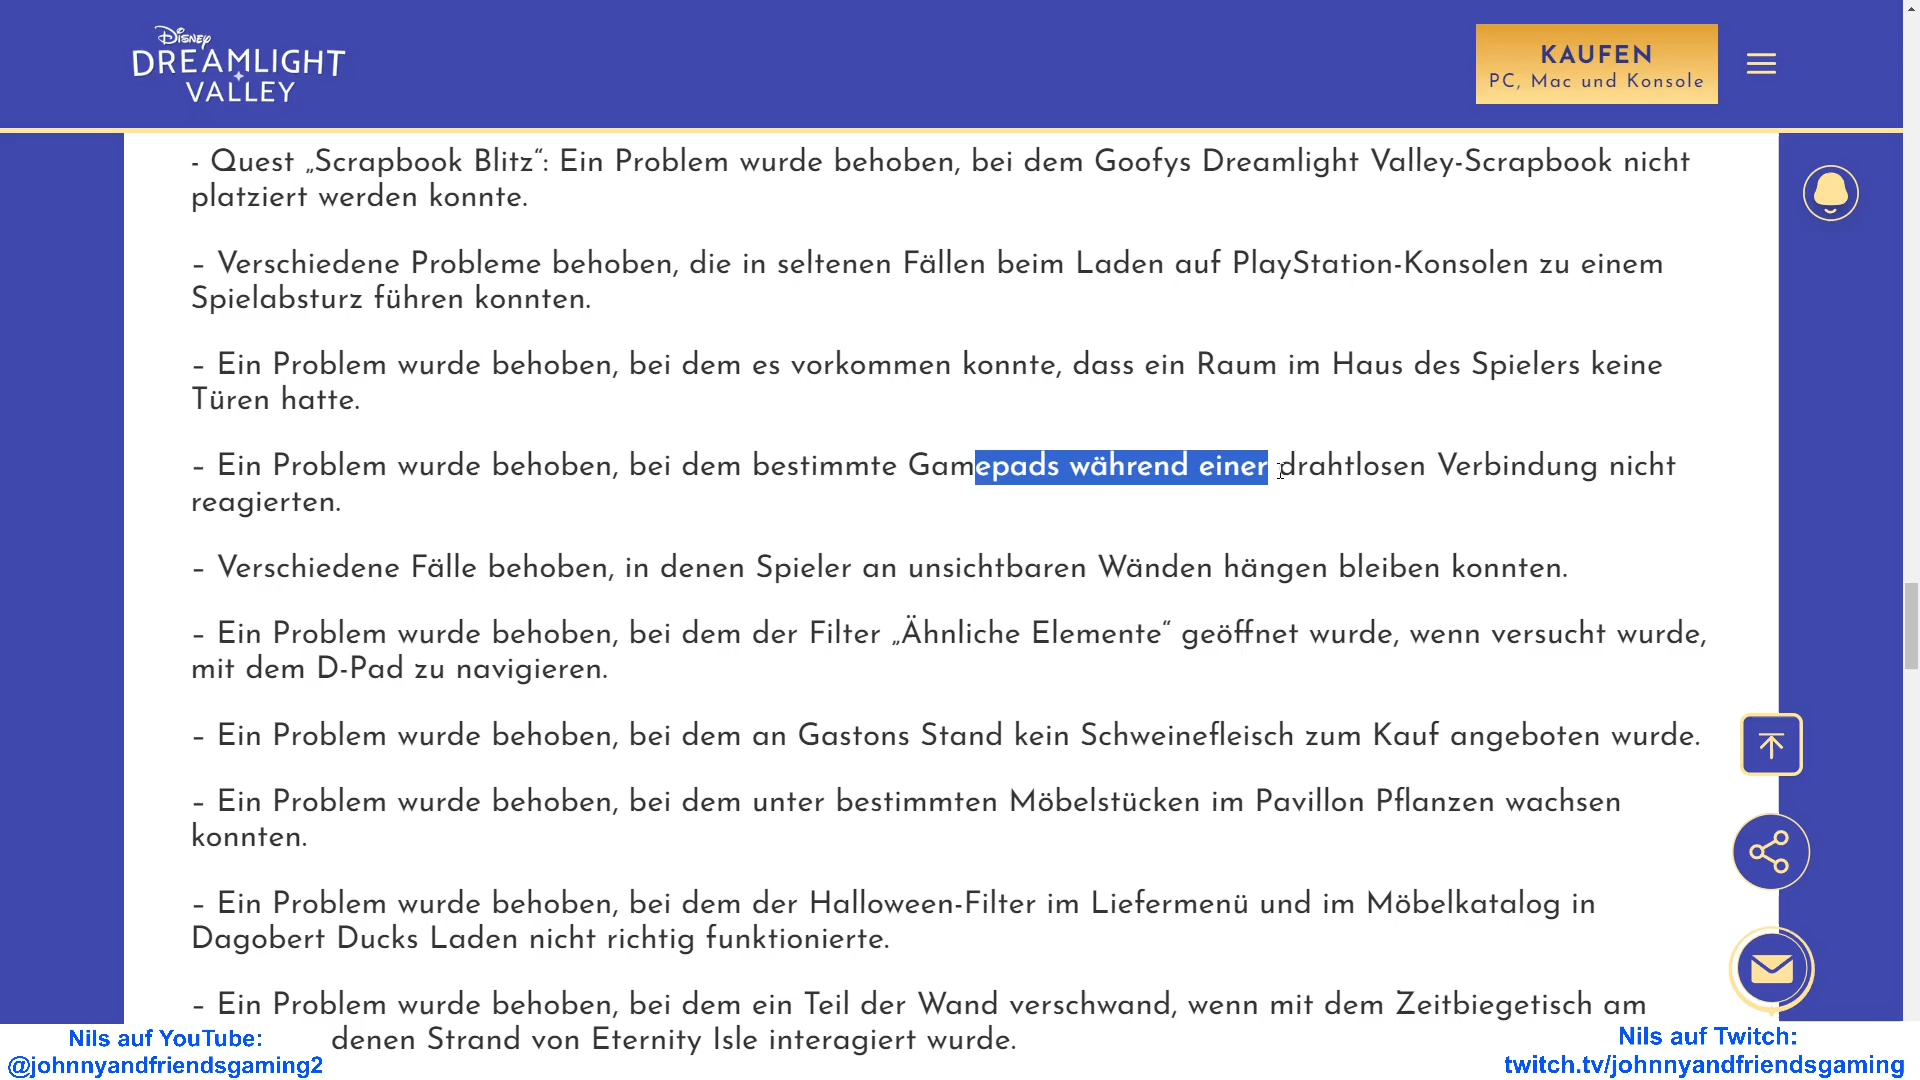 Disney
DREAMLIGHT
VALLEY
KAUFEN
PC, Mac und Konsole
- Quest „Scrapbook Blitz“: Ein Problem wurde behoben, bei dem Goofys Dreamlight Valley-Scrapbook nicht
platziert werden konnte.
– Verschiedene Probleme behoben, die in seltenen Fällen beim Laden auf PlayStation-Konsolen zu einem
Spielabsturz führen konnten.
– Ein Problem wurde behoben, bei dem es vorkommen konnte, dass ein Raum im Haus des Spielers keine
Türen hatte.
– Ein Problem wurde behoben, bei dem bestimmte Gamepads während einer drahtlosen Verbindung nicht
reagierten.
– Verschiedene Fälle behoben, in denen Spieler an unsichtbaren Wänden hängen bleiben konnten.
– Ein Problem wurde behoben, bei dem der Filter „Ähnliche Elemente“ geöffnet wurde, wenn versucht wurde,
mit dem D-Pad zu navigieren.
– Ein Problem wurde behoben, bei dem an Gastons Stand kein Schweinefleisch zum Kauf angeboten wurde.
– Ein Problem wurde behoben, bei dem unter bestimmten Möbelstücken im Pavillon Pflanzen wachsen
konnten.
– Ein Problem wurde behoben, bei dem der Halloween-Filter im Liefermenü und im Möbelkatalog in
Dagobert Ducks Laden nicht richtig funktionierte.
– Ein Problem wurde behoben, bei dem ein Teil der Wand verschwand, wenn mit dem Zeitbiegetisch am
denen Strand von Eternity Isle interagiert wurde.
Nils auf YouTube:
@johnnyandfriendsgaming2
Nils auf Twitch:
twitch.tv/johnnyandfriendsgaming